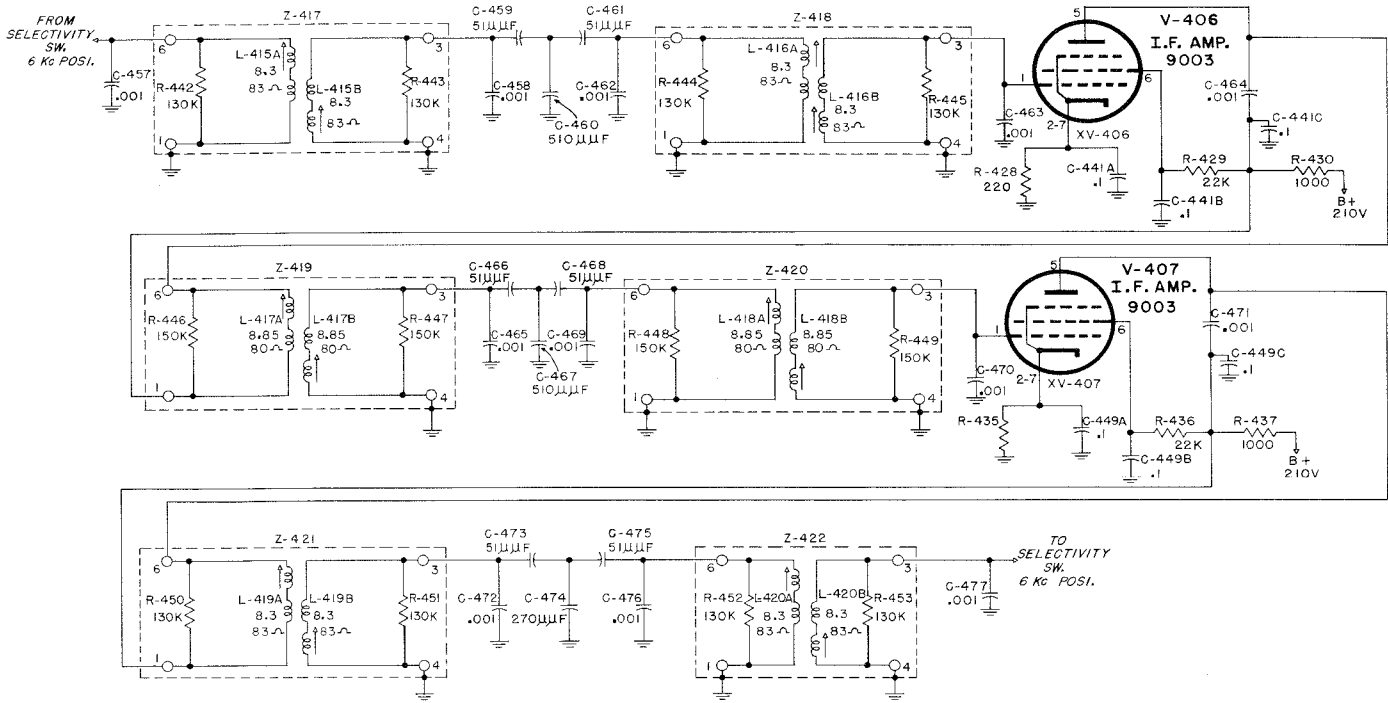 FROM
SELECTIVITY
SW.
6 Kc POSI.
C-457
.001
Z-417
6
R-442
130K
1
L-415A
8.3
83Ω
L-415B
8.3
83Ω
3
R-443
130K
4
C-459
51μμF
C-461
51μμF
C-458
.001
C-462
.001
C-460
510μμF
Z-418
6
R-444
130K
1
L-416A
8.3
83Ω
L-416B
8.3
83Ω
3
R-445
130K
4
C-463
.001
1
5
6
2-7
V-406
I.F. AMP.
9003
XV-406
R-428
220
C-441A
.1
C-441B
.1
C-464
.001
C-441C
.1
R-429
22K
R-430
1000
B+
210V
Z-419
6
R-446
150K
1
L-417A
8.85
80Ω
L-417B
8.85
80Ω
3
R-447
150K
4
C-466
51μμF
C-468
51μμF
C-465
.001
C-469
.001
C-467
510μμF
Z-420
6
R-448
150K
1
L-418A
8.85
80Ω
L-418B
8.85
80Ω
3
R-449
150K
4
C-470
.001
1
5
6
2-7
V-407
I.F. AMP.
9003
XV-407
R-435
C-449A
.1
C-449B
.1
C-471
.001
C-449C
.1
R-436
22K
R-437
1000
B+
210V
Z-421
6
R-450
130K
1
L-419A
8.3
83Ω
L-419B
8.3
83Ω
3
R-451
130K
4
C-473
51μμF
C-475
51μμF
C-472
.001
C-474
270μμF
C-476
.001
Z-422
6
R-452
130K
1
L-420A
8.3
83Ω
L-420B
8.3
83Ω
3
R-453
130K
4
C-477
.001
TO
SELECTIVITY
SW.
6 Kc POSI.